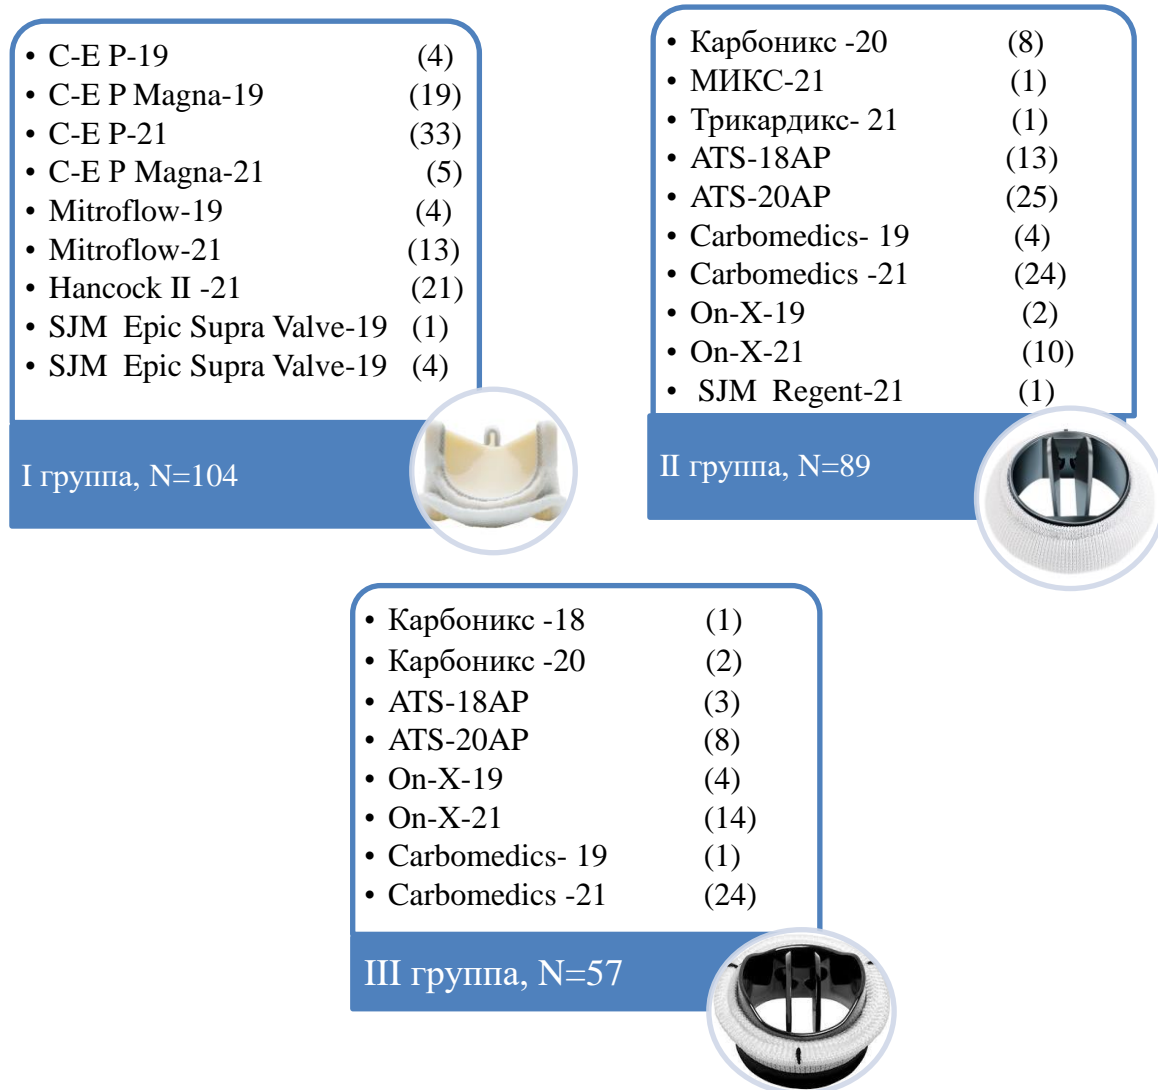 • C-E P-19 (4)
• C-E P Magna-19 (19)
• C-E P-21 (33)
• C-E P Magna-21 (5)
• Mitroflow-19 (4)
• Mitroflow-21 (13)
• Hancock II -21 (21)
• SJM Epic Supra Valve-19 (1)
• SJM Epic Supra Valve-19 (4)
I группа, N=104
• Карбоникс -20 (8)
• МИКС-21 (1)
• Трикардикс- 21 (1)
• ATS-18AP (13)
• ATS-20AP (25)
• Carbomedics- 19 (4)
• Carbomedics -21 (24)
• On-X-19 (2)
• On-X-21 (10)
• SJM Regent-21 (1)
II группа, N=89
• Карбоникс -18 (1)
• Карбоникс -20 (2)
• ATS-18AP (3)
• ATS-20AP (8)
• On-X-19 (4)
• On-X-21 (14)
• Carbomedics- 19 (1)
• Carbomedics -21 (24)
III группа, N=57